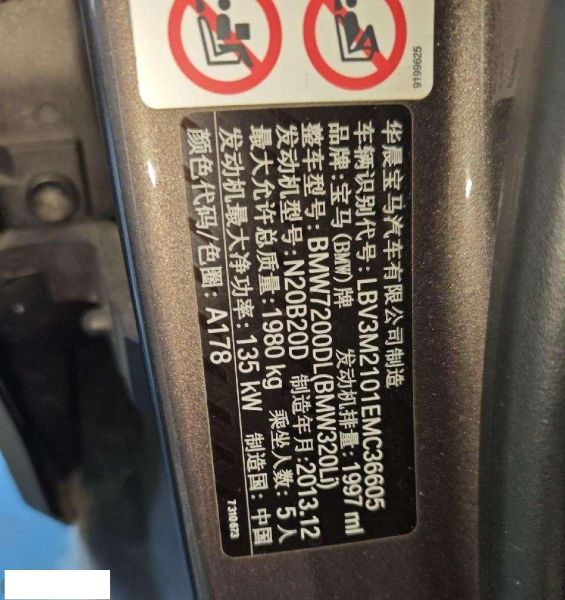 9199625
华晨宝马汽车有限公司制造
车辆识别代号: LBV3M2101EMC36605
品牌: 宝马(BMW)牌 发动机排量: 1997 ml
整车型号: BMW7200DL(BMW320Li)
发动机型号: N20B20D 制造年月: 2013.12
最大允许总质量: 1980 kg 乘坐人数: 5人
发动机最大净功率: 135 kW 制造国: 中国
颜色代码/色圈: A178
7310673